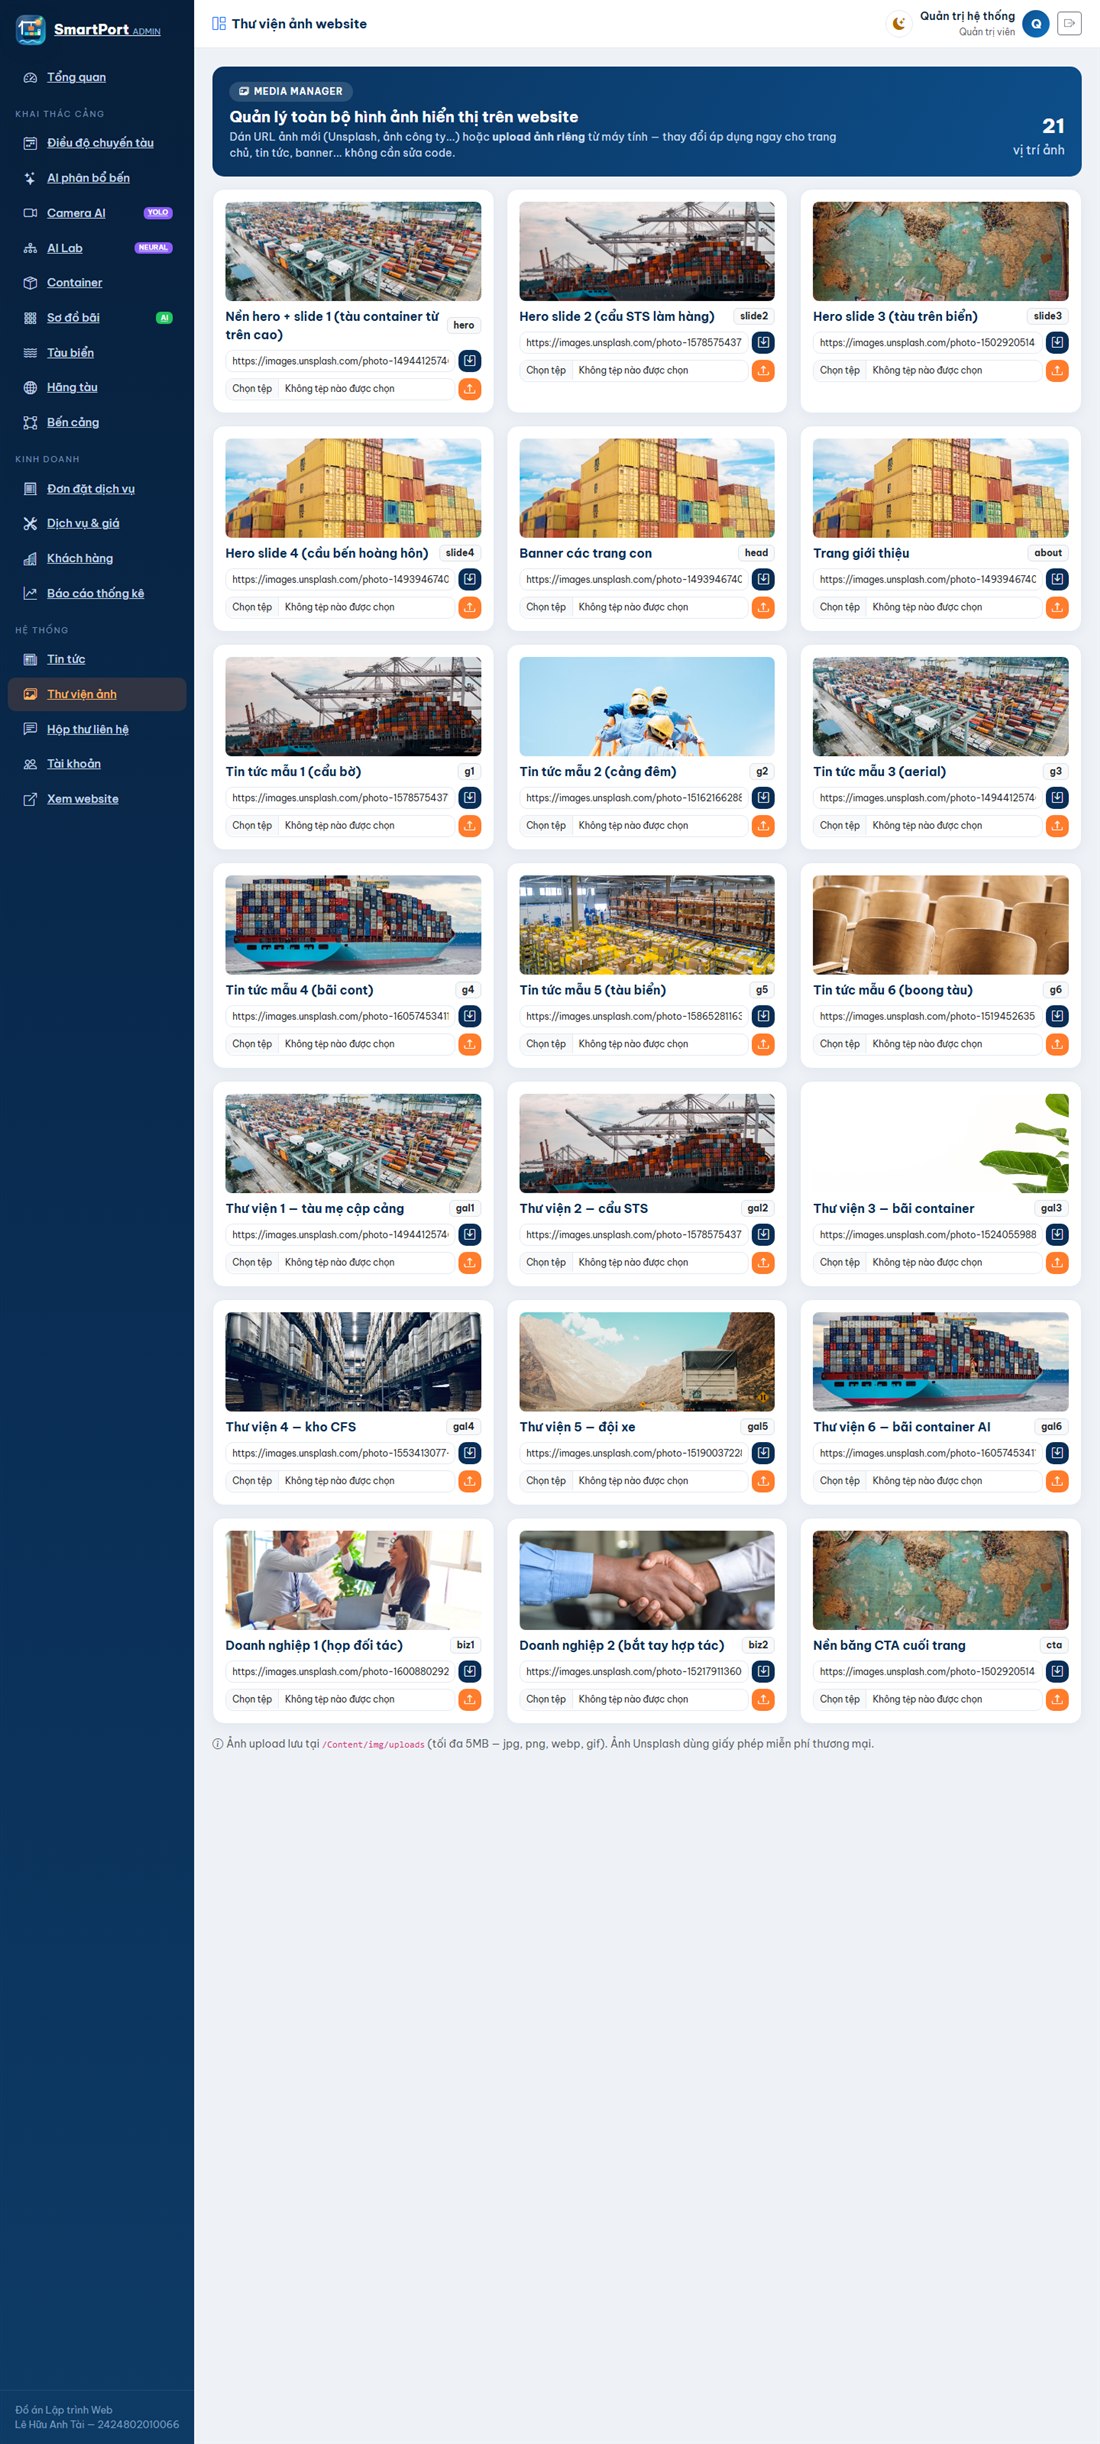 SmartPort ADMIN
Tổng quan
KHAI THÁC CẢNG
Điều độ chuyến tàu
AI phân bổ bến
Camera AI YOLO
AI Lab NEURAL
Container
Sơ đồ bãi AI
Tàu biển
Hãng tàu
Bến cảng
KINH DOANH
Đơn đặt dịch vụ
Dịch vụ & giá
Khách hàng
Báo cáo thống kê
HỆ THỐNG
Tin tức
Thư viện ảnh
Hộp thư liên hệ
Tài khoản
Xem website
Đồ án Lập trình Web
Lê Hữu Anh Tài — 2424802010066
Thư viện ảnh website
Quản trị hệ thống
Quản trị viên
Q
MEDIA MANAGER
Quản lý toàn bộ hình ảnh hiển thị trên website
Dán URL ảnh mới (Unsplash, ảnh công ty...) hoặc upload ảnh riêng từ máy tính — thay đổi áp dụng ngay cho trang
chủ, tin tức, banner... không cần sửa code.
21
vị trí ảnh
Nền hero + slide 1 (tàu container từ
trên cao)
hero
https://images.unsplash.com/photo-1494412574
Chọn tệp Không tệp nào được chọn
Hero slide 2 (cẩu STS làm hàng) slide2
https://images.unsplash.com/photo-1578575437
Chọn tệp Không tệp nào được chọn
Hero slide 3 (tàu trên biển) slide3
https://images.unsplash.com/photo-1502920514
Chọn tệp Không tệp nào được chọn
Hero slide 4 (cẩu bến hoàng hôn) slide4
https://images.unsplash.com/photo-149394674
Chọn tệp Không tệp nào được chọn
Banner các trang con head
https://images.unsplash.com/photo-149394674
Chọn tệp Không tệp nào được chọn
Trang giới thiệu about
https://images.unsplash.com/photo-149394674
Chọn tệp Không tệp nào được chọn
Tin tức mẫu 1 (cẩu bờ) g1
https://images.unsplash.com/photo-1578575437
Chọn tệp Không tệp nào được chọn
Tin tức mẫu 2 (cảng đêm) g2
https://images.unsplash.com/photo-1516216628
Chọn tệp Không tệp nào được chọn
Tin tức mẫu 3 (aerial) g3
https://images.unsplash.com/photo-1494412574
Chọn tệp Không tệp nào được chọn
Tin tức mẫu 4 (bãi cont) g4
https://images.unsplash.com/photo-1605745341
Chọn tệp Không tệp nào được chọn
Tin tức mẫu 5 (tàu biển) g5
https://images.unsplash.com/photo-1586528116
Chọn tệp Không tệp nào được chọn
Tin tức mẫu 6 (boong tàu) g6
https://images.unsplash.com/photo-1519452635
Chọn tệp Không tệp nào được chọn
Thư viện 1 — tàu mẹ cập cảng gal1
https://images.unsplash.com/photo-1494412574
Chọn tệp Không tệp nào được chọn
Thư viện 2 — cẩu STS gal2
https://images.unsplash.com/photo-1578575437
Chọn tệp Không tệp nào được chọn
Thư viện 3 — bãi container gal3
https://images.unsplash.com/photo-1524055988
Chọn tệp Không tệp nào được chọn
Thư viện 4 — kho CFS gal4
https://images.unsplash.com/photo-1553413077-
Chọn tệp Không tệp nào được chọn
Thư viện 5 — đội xe gal5
https://images.unsplash.com/photo-1519003722
Chọn tệp Không tệp nào được chọn
Thư viện 6 — bãi container AI gal6
https://images.unsplash.com/photo-160574534
Chọn tệp Không tệp nào được chọn
Doanh nghiệp 1 (họp đối tác) biz1
https://images.unsplash.com/photo-1600880292
Chọn tệp Không tệp nào được chọn
Doanh nghiệp 2 (bắt tay hợp tác) biz2
https://images.unsplash.com/photo-1521791136
Chọn tệp Không tệp nào được chọn
Nền băng CTA cuối trang cta
https://images.unsplash.com/photo-1502920514
Chọn tệp Không tệp nào được chọn
Ảnh upload lưu tại /Content/img/uploads (tối đa 5MB — jpg, png, webp, gif). Ảnh Unsplash dùng giấy phép miễn phí thương mại.